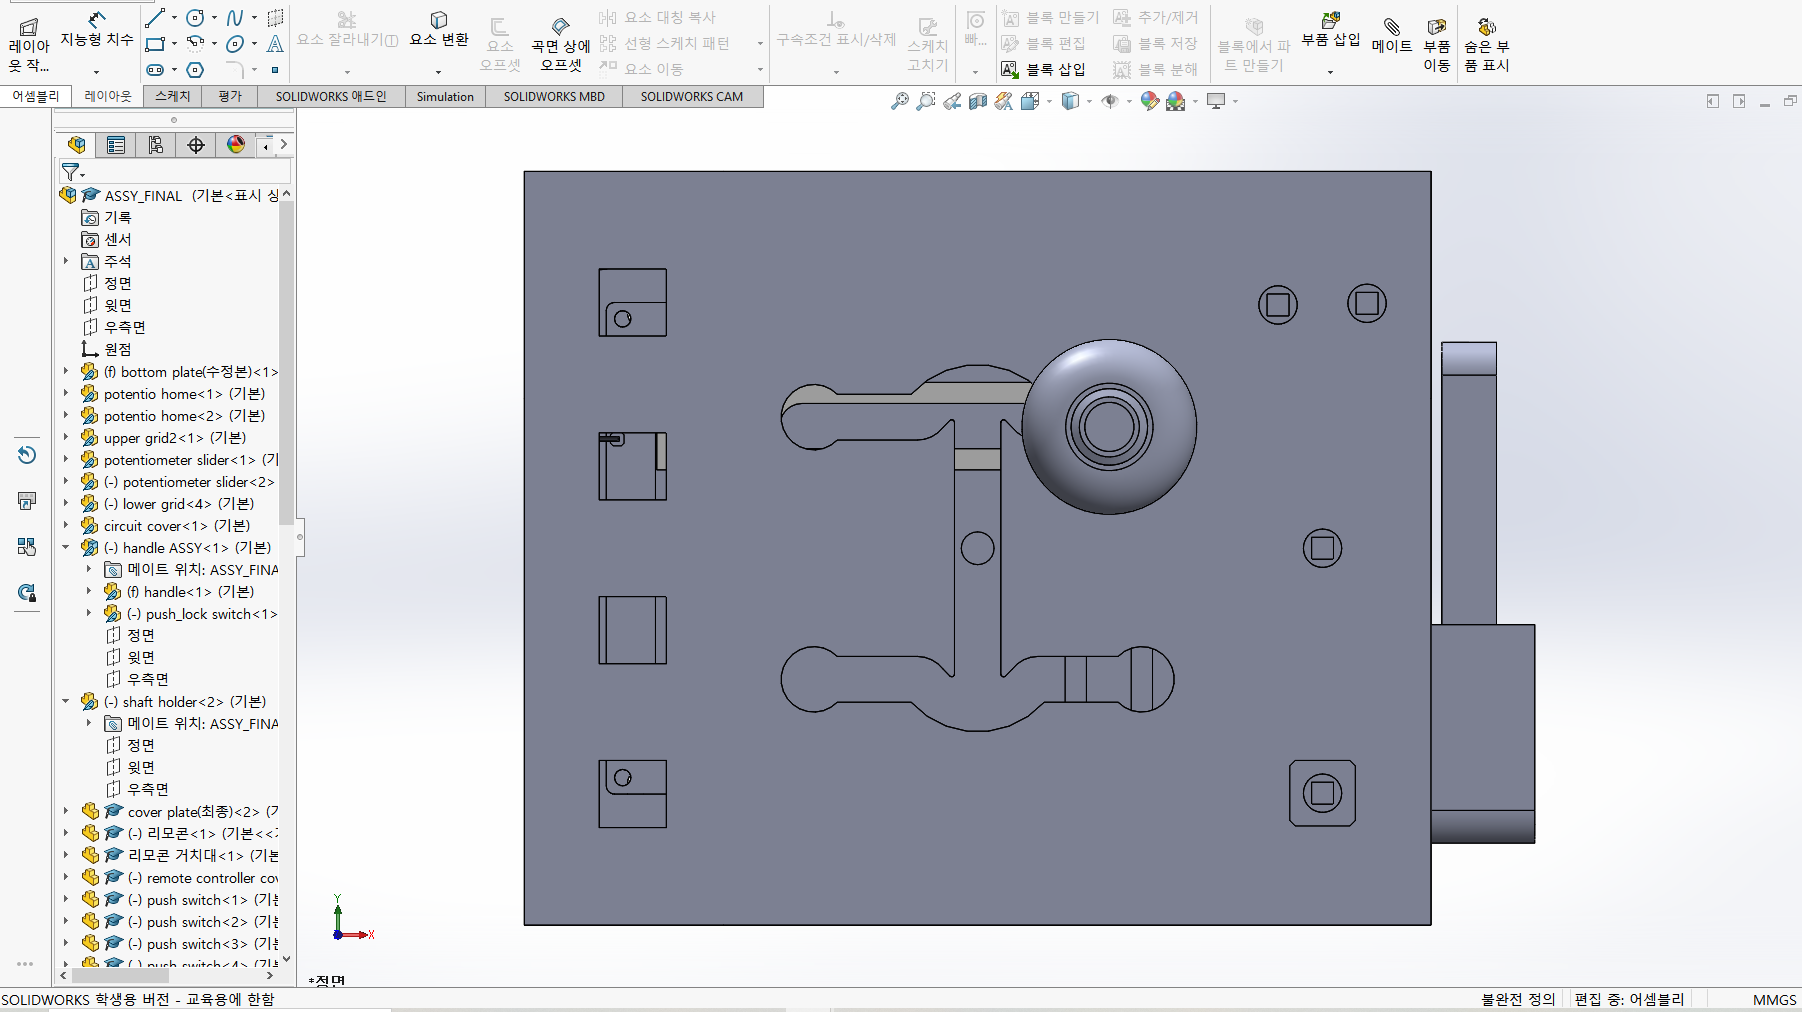 레이아
웃 작...
지능형 치수
요소 잘라내기(T)
요소 변환
요소
오프셋
곡면 상에
오프셋
요소 대칭 복사
선형 스케치 패턴
요소 이동
구속조건 표시/삭제
스케치
고치기
빠...
블록 만들기
블록 편집
블록 삽입
추가/제거
블록 저장
블록 분해
블록에서 파
트 만들기
부품 삽입
메이트
부품
이동
숨은 부
품 표시
어셈블리
레이아웃
스케치
평가
SOLIDWORKS 애드인
Simulation
SOLIDWORKS MBD
SOLIDWORKS CAM
ASSY_FINAL (기본<표시 상
기록
센서
주석
정면
윗면
우측면
원점
(f) bottom plate(수정본)<1>
potentio home<1> (기본)
potentio home<2> (기본)
upper grid2<1> (기본)
potentiometer slider<1> (기
(-) potentiometer slider<2>
(-) lower grid<4> (기본)
circuit cover<1> (기본)
(-) handle ASSY<1> (기본)
메이트 위치: ASSY_FINA
(f) handle<1> (기본)
(-) push_lock switch<1>
정면
윗면
우측면
(-) shaft holder<2> (기본)
메이트 위치: ASSY_FINA
정면
윗면
우측면
cover plate(최종)<2> (기
(-) 리모콘<1> (기본<<기
리모콘 거치대<1> (기본
(-) remote controller cov
(-) push switch<1> (기본
(-) push switch<2> (기본
(-) push switch<3> (기본
(-) push switch<4> (기본
Y
X
*정면
SOLIDWORKS 학생용 버전 - 교육용에 한함
불완전 정의
편집 중: 어셈블리
MMGS